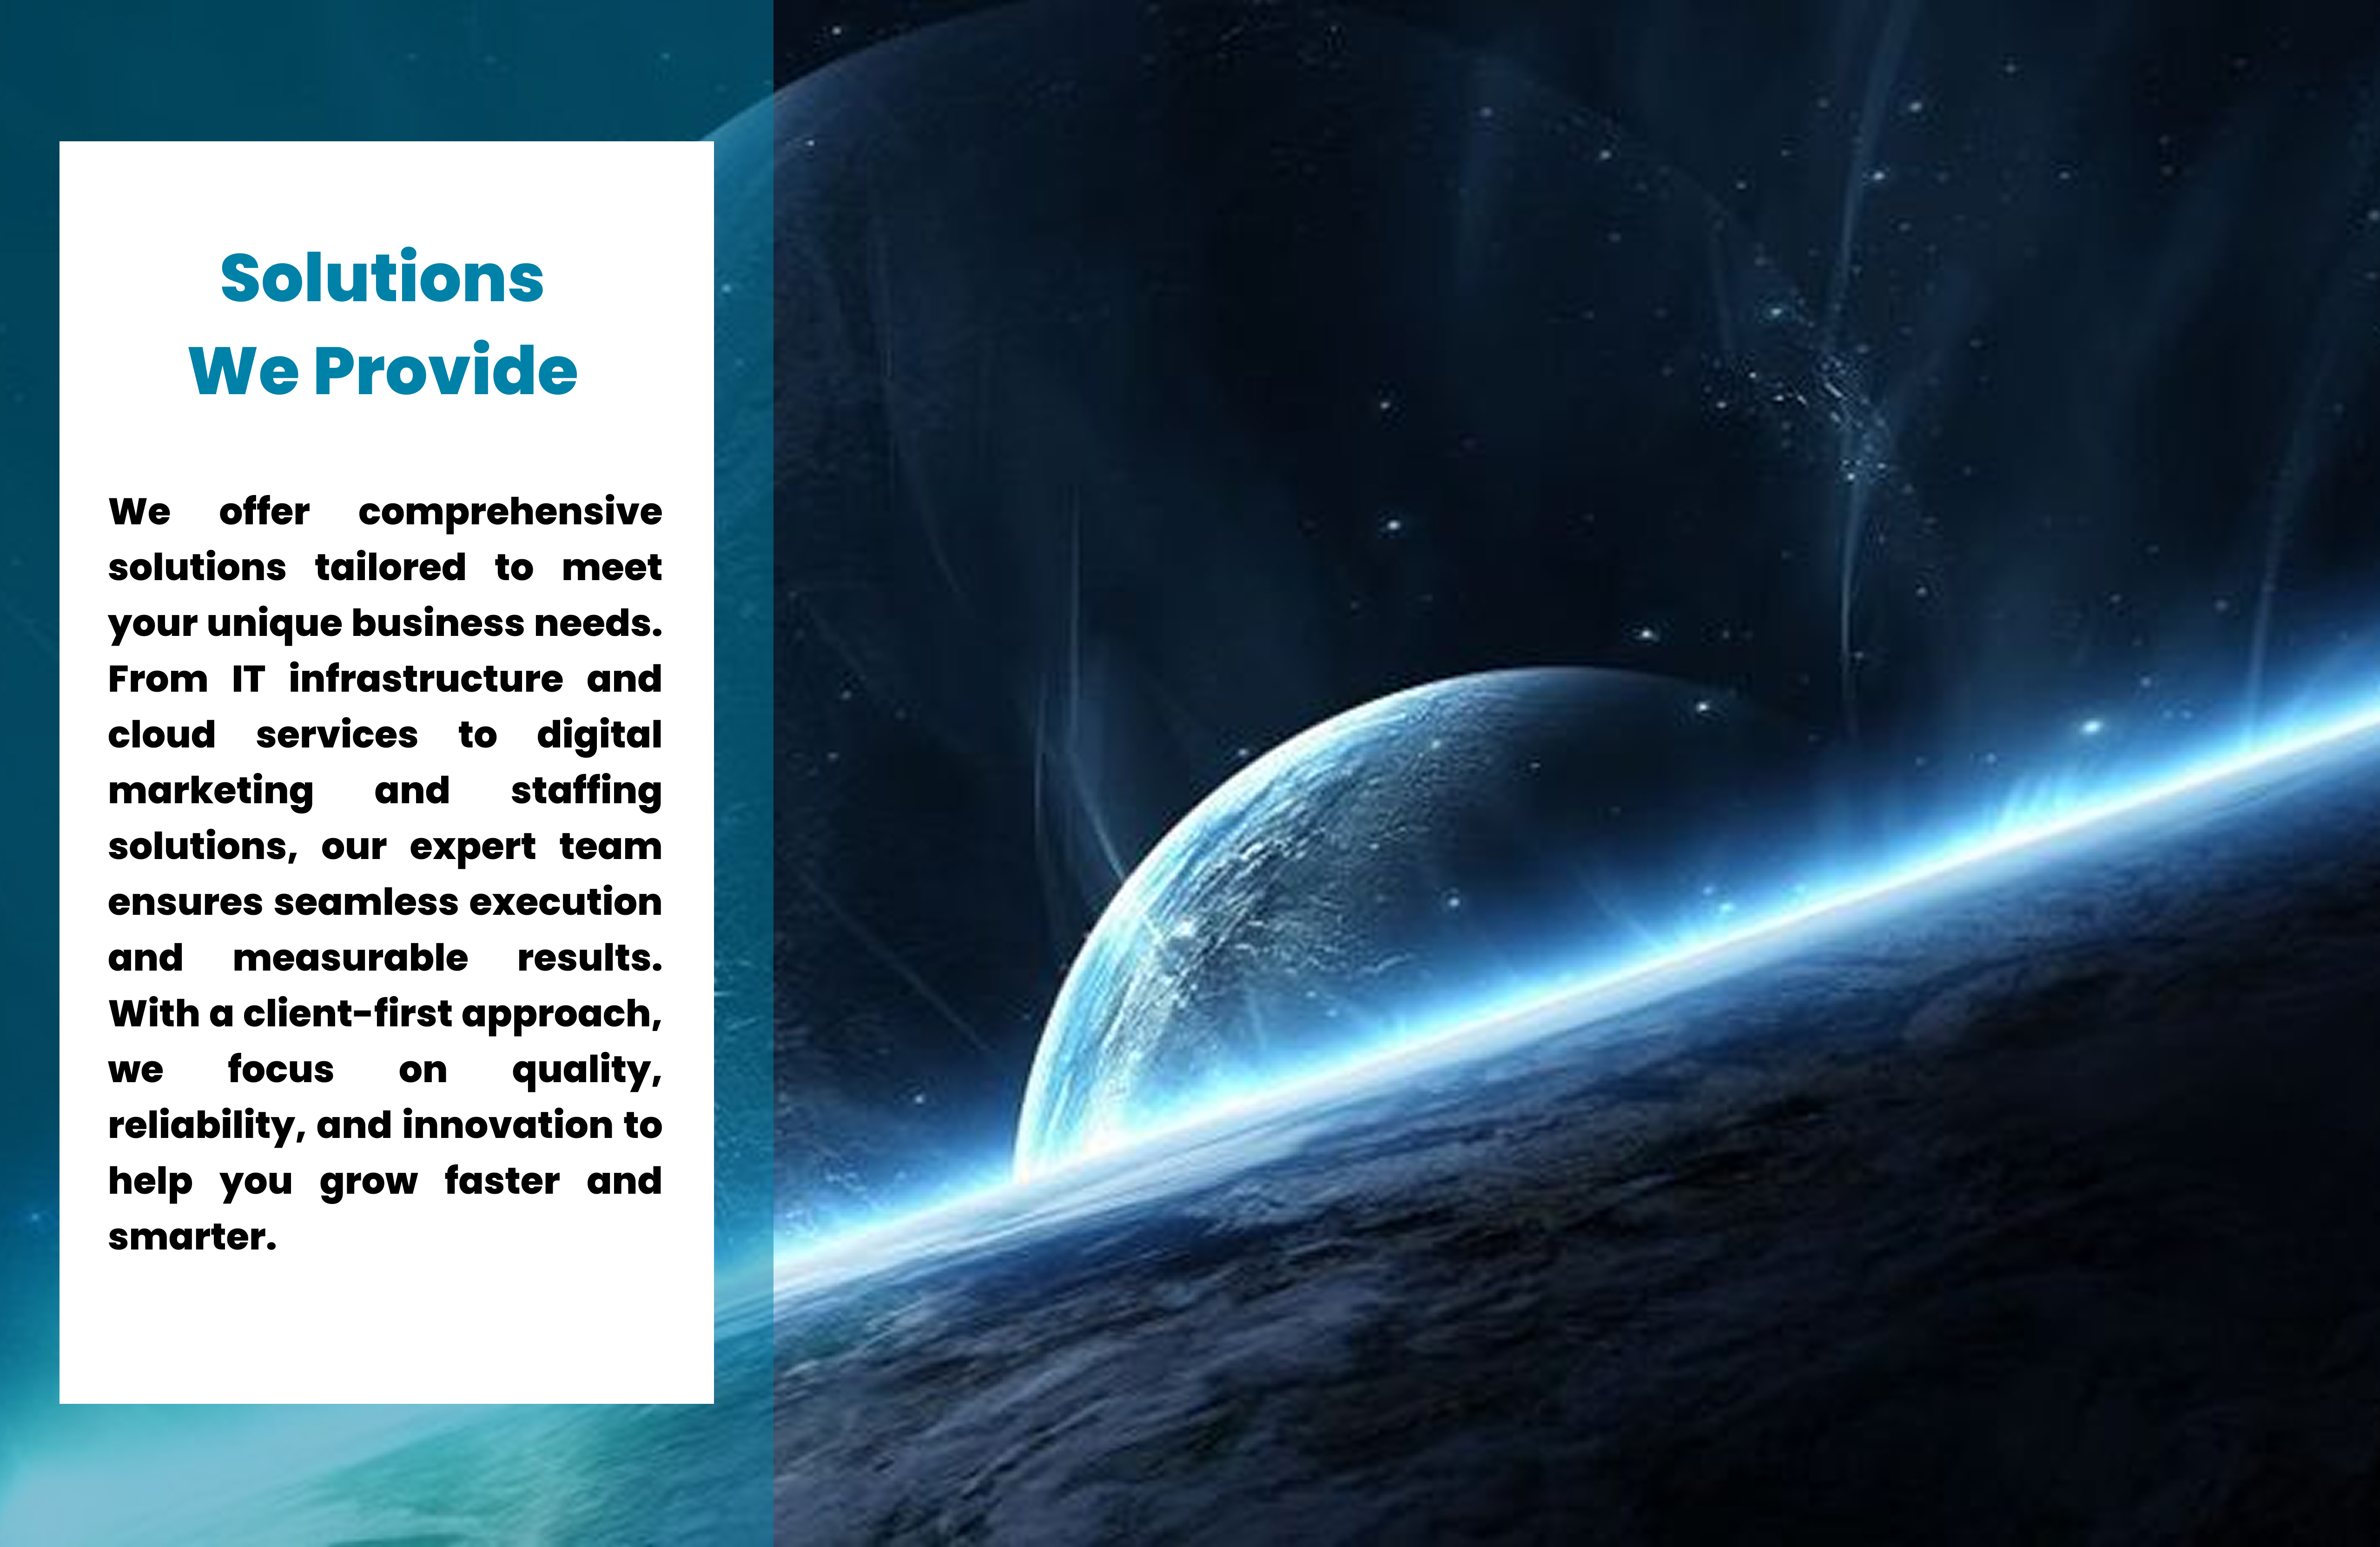 Solutions
We Provide
We offer comprehensive
solutions tailored to meet
your unique business needs.
From IT infrastructure and
cloud services to digital
marketing and staffing
solutions, our expert team
ensures seamless execution
and measurable results.
With a client-first approach,
we focus on quality,
reliability, and innovation to
help you grow faster and
smarter.